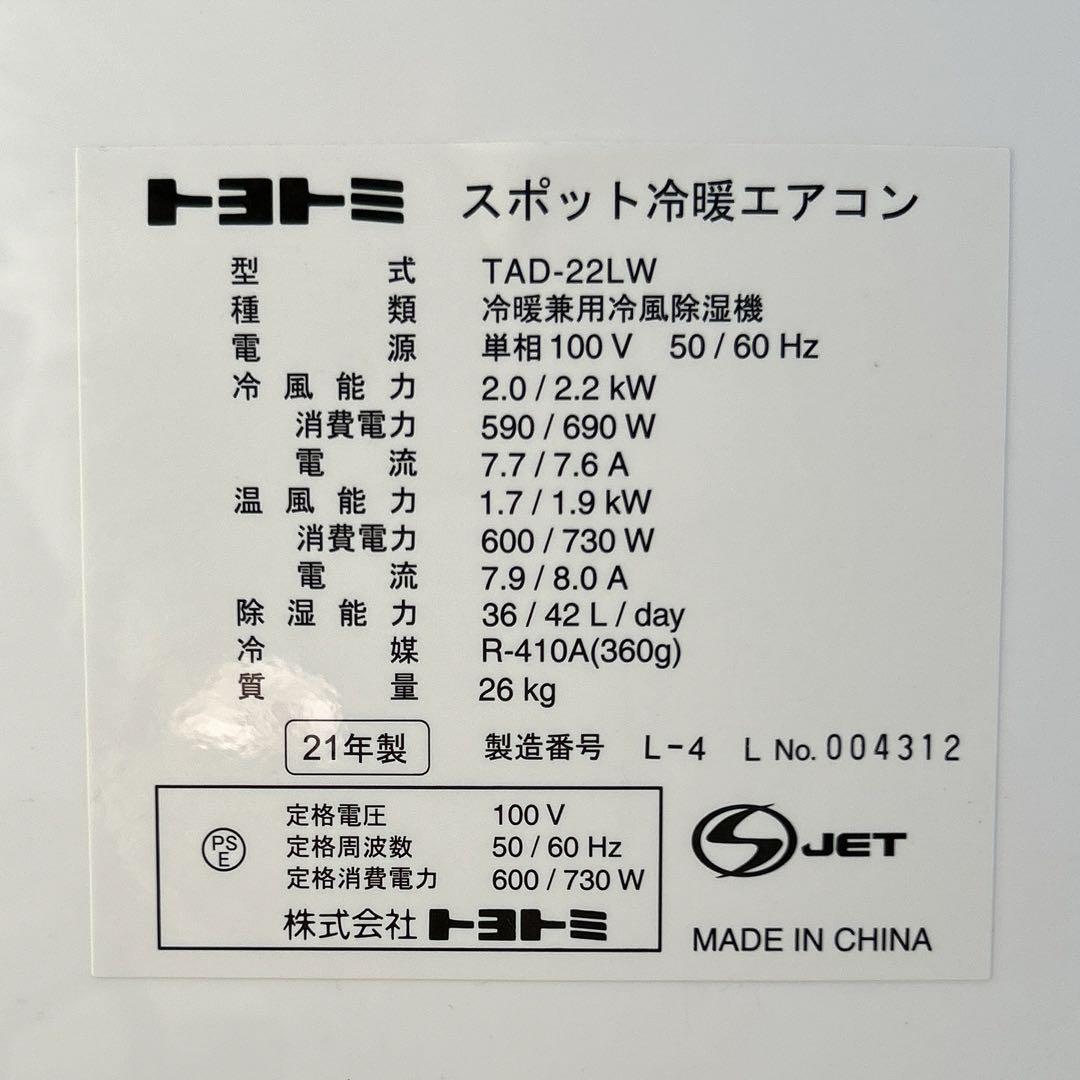 トヨトミ スポット冷暖エアコン
型式 TAD-22LW
種類 冷暖兼用冷風除湿機
電源 単相100 V 50 / 60 Hz
冷風能力 2.0 / 2.2 kW
消費電力 590 / 690 W
電流 7.7 / 7.6 A
温風能力 1.7 / 1.9 kW
消費電力 600 / 730 W
電流 7.9 / 8.0 A
除湿能力 36 / 42 L / day
冷媒 R-410A(360g)
質量 26 kg
21年製 製造番号 L-4 L No. 004312
定格電圧 100 V
PS E 定格周波数 50 / 60 Hz
定格消費電力 600 / 730 W
株式会社 トヨトミ
S JET
MADE IN CHINA